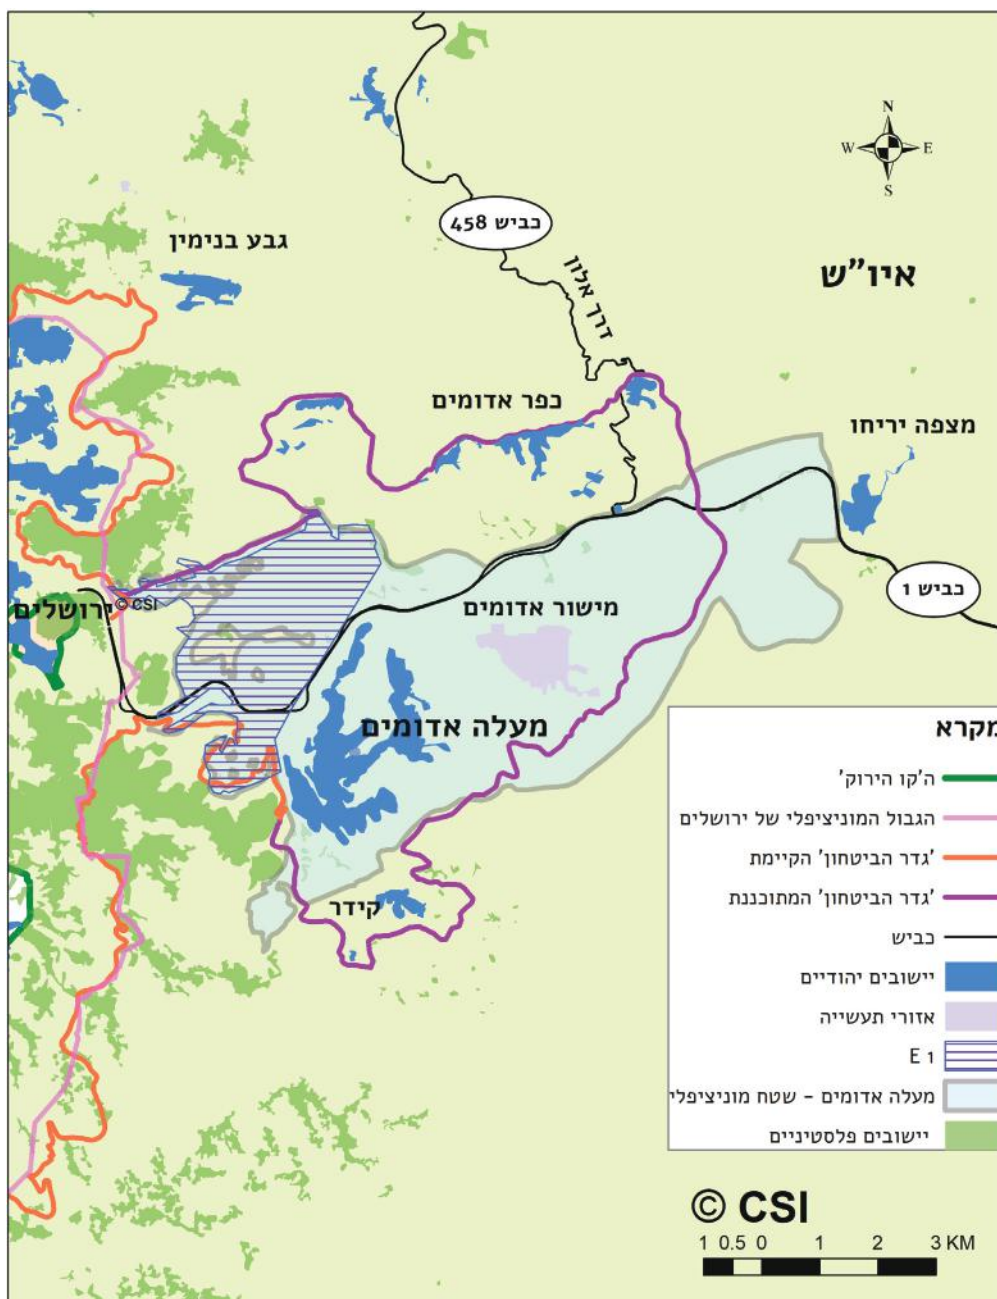 N
W E
S
כביש 458
גבע בנימין
דרך אלון
איו"ש
כפר אדומים
מצפה יריחו
כביש 1
ירושלים
© CSI
מישור אדומים
מעלה אדומים
קידר
מקרא
ה'קו הירוק'
הגבול המוניציפלי של ירושלים
'גדר הביטחון' הקיימת
'גדר הביטחון' המתוכננת
כביש
יישובים יהודיים
אזורי תעשייה
E 1
מעלה אדומים - שטח מוניציפלי
יישובים פלסטיניים
© CSI
1 0.5 0 1 2 3 KM